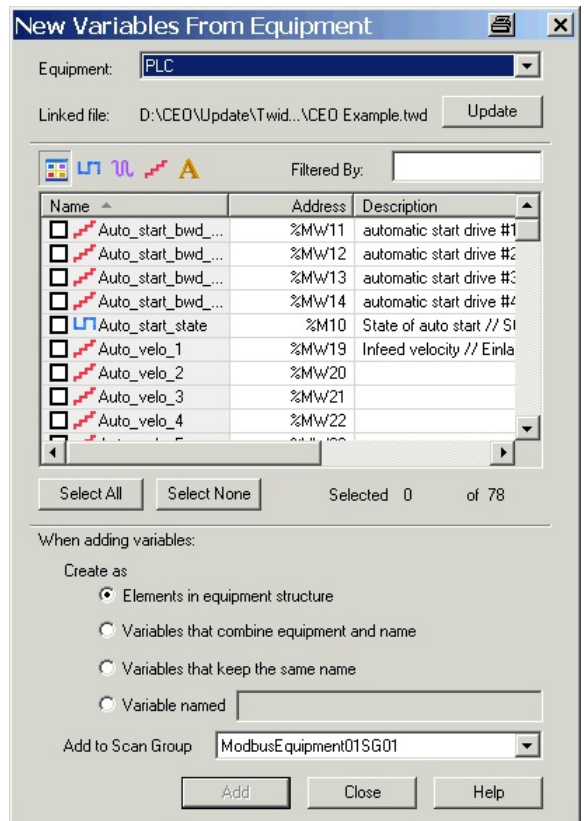 New Variables From Equipment
Equipment: PLC
Linked file: D:\CEO\Update\Twid...\CEO Example.twd Update
A Filtered By:
Name Address Description
Auto_start_bwd_... %MW11 automatic start drive #1
Auto_start_bwd_... %MW12 automatic start drive #2
Auto_start_bwd_... %MW13 automatic start drive #3
Auto_start_bwd_... %MW14 automatic start drive #4
Auto_start_state %M10 State of auto start //
Auto_velo_1 %MW19 Infeed velocity // Einla
Auto_velo_2 %MW20
Auto_velo_3 %MW21
Auto_velo_4 %MW22
Select All Select None Selected 0 of 78
When adding variables:
Create as
Elements in equipment structure
Variables that combine equipment and name
Variables that keep the same name
Variable named
Add to Scan Group ModbusEquipment01SG01
Add Close Help